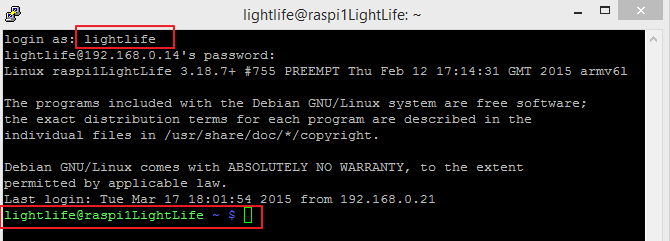 lightlife@raspi1LightLife: ~
login as: lightlife
lightlife@192.168.0.14's password:
Linux raspi1LightLife 3.18.7+ #755 PREEMPT Thu Feb 12 17:14:31 GMT 2015 armv6l
The programs included with the Debian GNU/Linux system are free software;
the exact distribution terms for each program are described in the
individual files in /usr/share/doc/*/copyright.
Debian GNU/Linux comes with ABSOLUTELY NO WARRANTY, to the extent
permitted by applicable law.
Last login: Tue Mar 17 18:01:54 2015 from 192.168.0.21
lightlife@raspi1LightLife ~ $